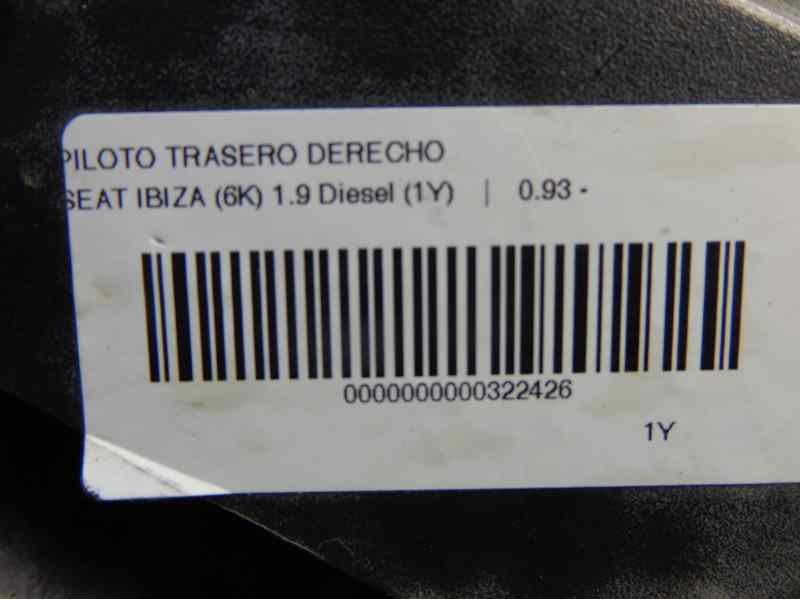 PILOTO TRASERO DERECHO
SEAT IBIZA (6K) 1.9 Diesel (1Y) | 0.93 -
0000000000322426
1Y